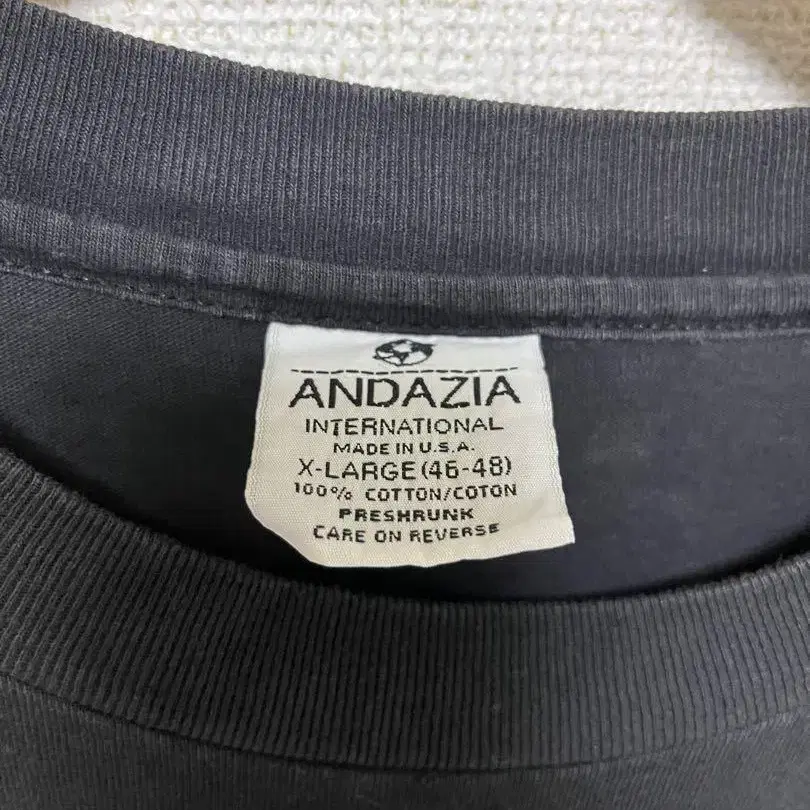 ANDAZIA
INTERNATIONAL
MADE IN U.S.A.
X-LARGE (46-48)
100% COTTON/COTON
PRESHRUNK
CARE ON REVERSE